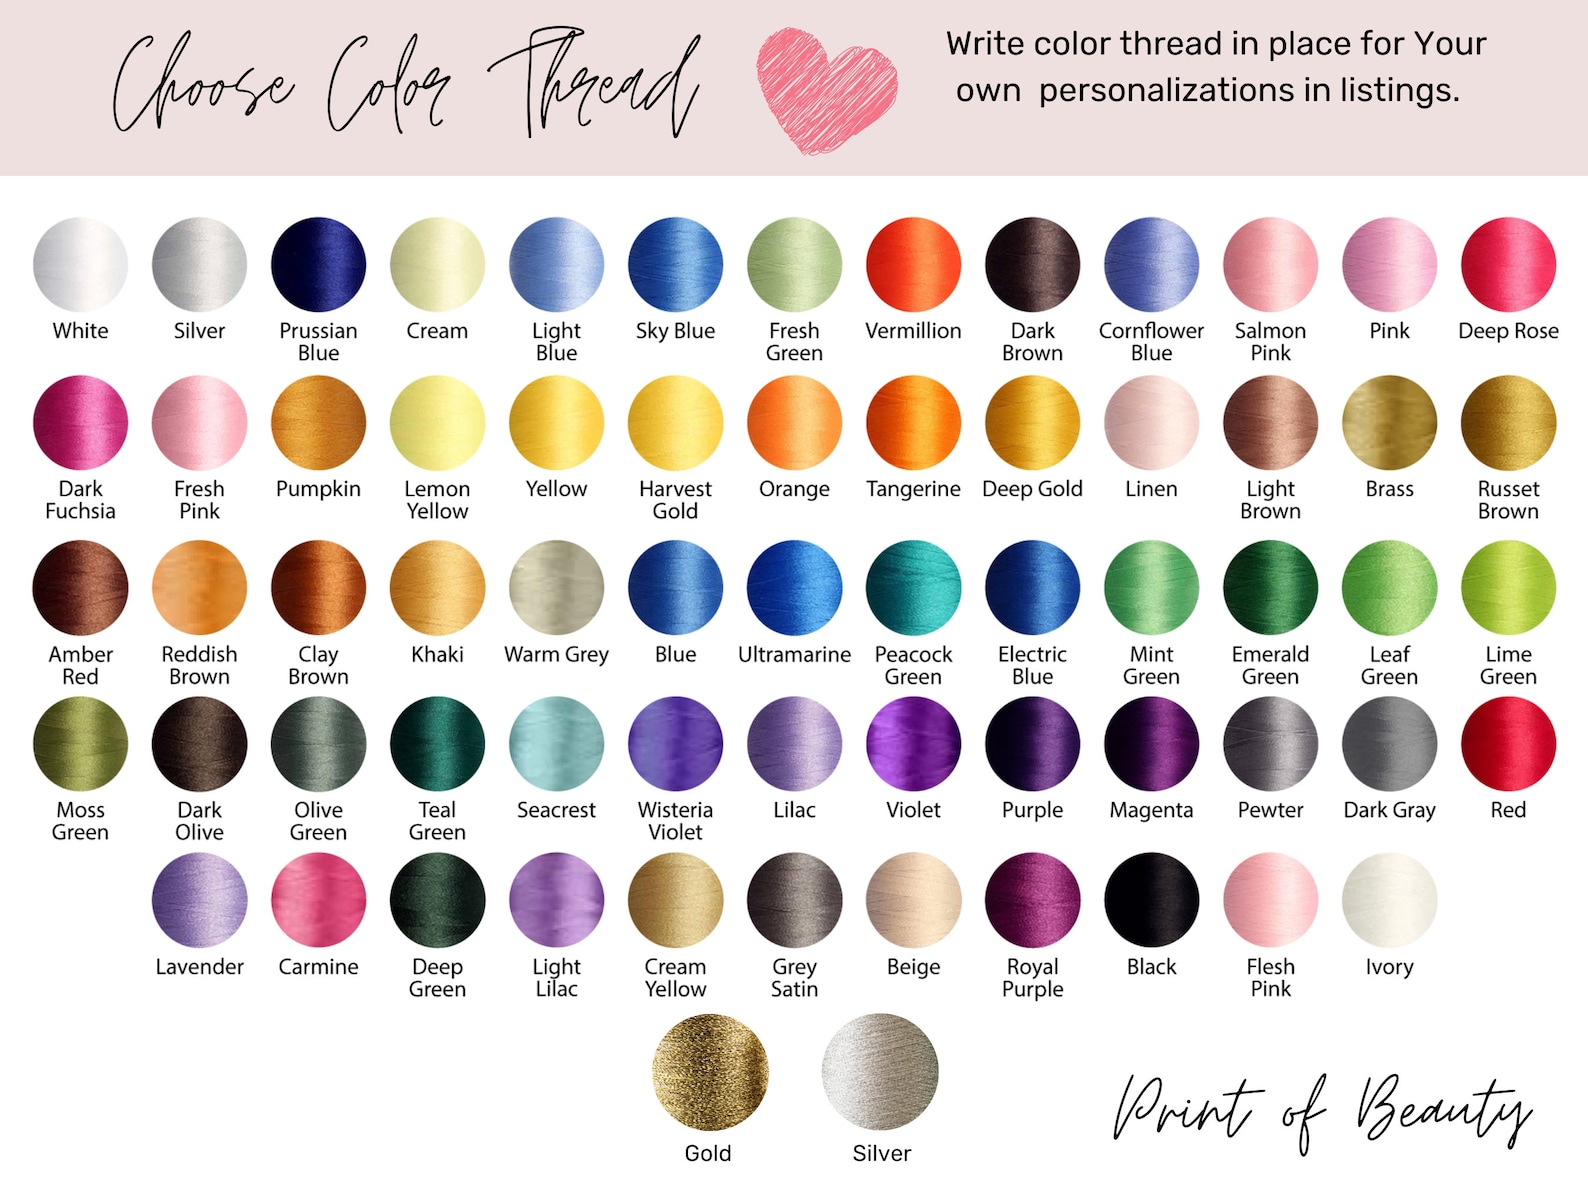 Choose Color Thread
Write color thread in place for Your
own personalizations in listings.
White
Silver
Prussian
Blue
Cream
Light
Blue
Sky Blue
Fresh
Green
Vermillion
Dark
Brown
Cornflower
Blue
Salmon
Pink
Pink
Deep Rose
Dark
Fuchsia
Fresh
Pink
Pumpkin
Lemon
Yellow
Yellow
Harvest
Gold
Orange
Tangerine
Deep Gold
Linen
Light
Brown
Brass
Russet
Brown
Amber
Red
Reddish
Brown
Clay
Brown
Khaki
Warm Grey
Blue
Ultramarine
Peacock
Green
Electric
Blue
Mint
Green
Emerald
Green
Leaf
Green
Lime
Green
Moss
Green
Dark
Olive
Olive
Green
Teal
Green
Seacrest
Wisteria
Violet
Lilac
Violet
Purple
Magenta
Pewter
Dark Gray
Red
Lavender
Carmine
Deep
Green
Light
Lilac
Cream
Yellow
Grey
Satin
Beige
Royal
Purple
Black
Flesh
Pink
Ivory
Gold
Silver
Print of Beauty